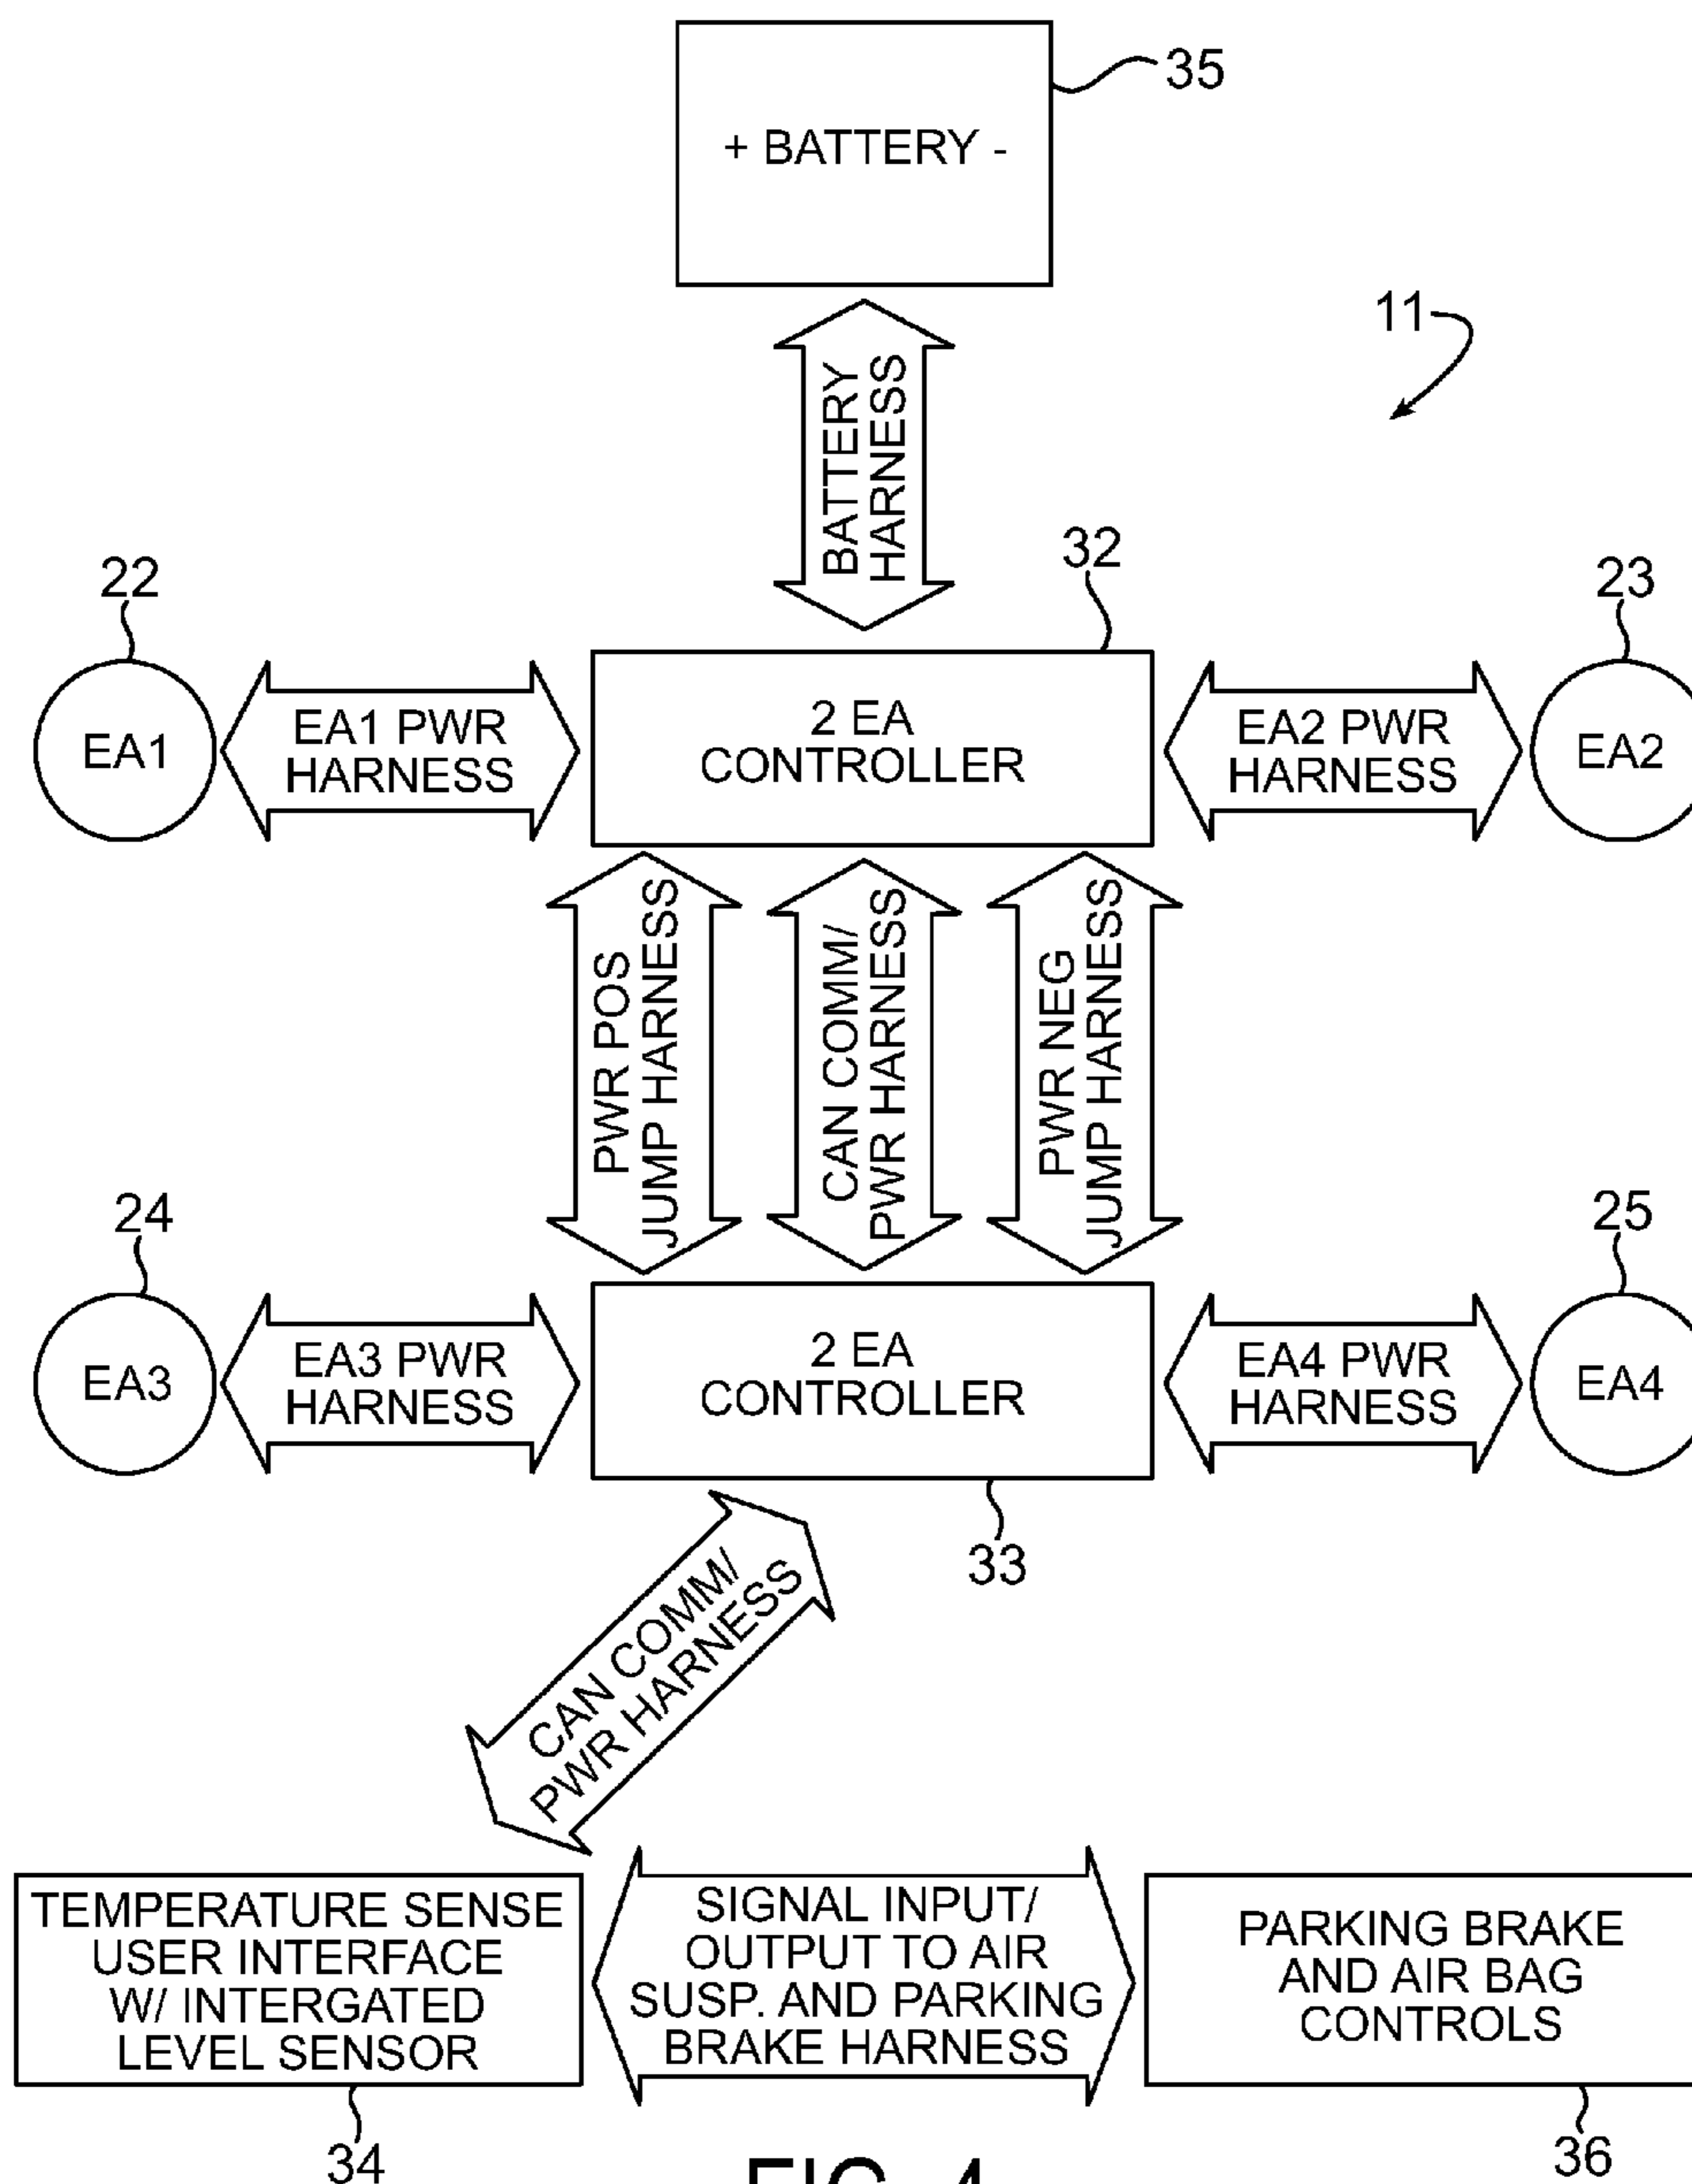 35
+ BATTERY -
11
BATTERY
HARNESS
32
22
23
EA1
EA1 PWR
HARNESS
2 EA
CONTROLLER
EA2 PWR
HARNESS
EA2
PWR POS
JUMP HARNESS
CAN COMM/
PWR HARNESS
PWR NEG
JUMP HARNESS
24
25
EA3
EA3 PWR
HARNESS
2 EA
CONTROLLER
EA4 PWR
HARNESS
EA4
33
CAN COMM/
PWR HARNESS
TEMPERATURE SENSE
USER INTERFACE
W/ INTERGATED
LEVEL SENSOR
SIGNAL INPUT/
OUTPUT TO AIR
SUSP. AND PARKING
BRAKE HARNESS
PARKING BRAKE
AND AIR BAG
CONTROLS
34
36
FIG. 4